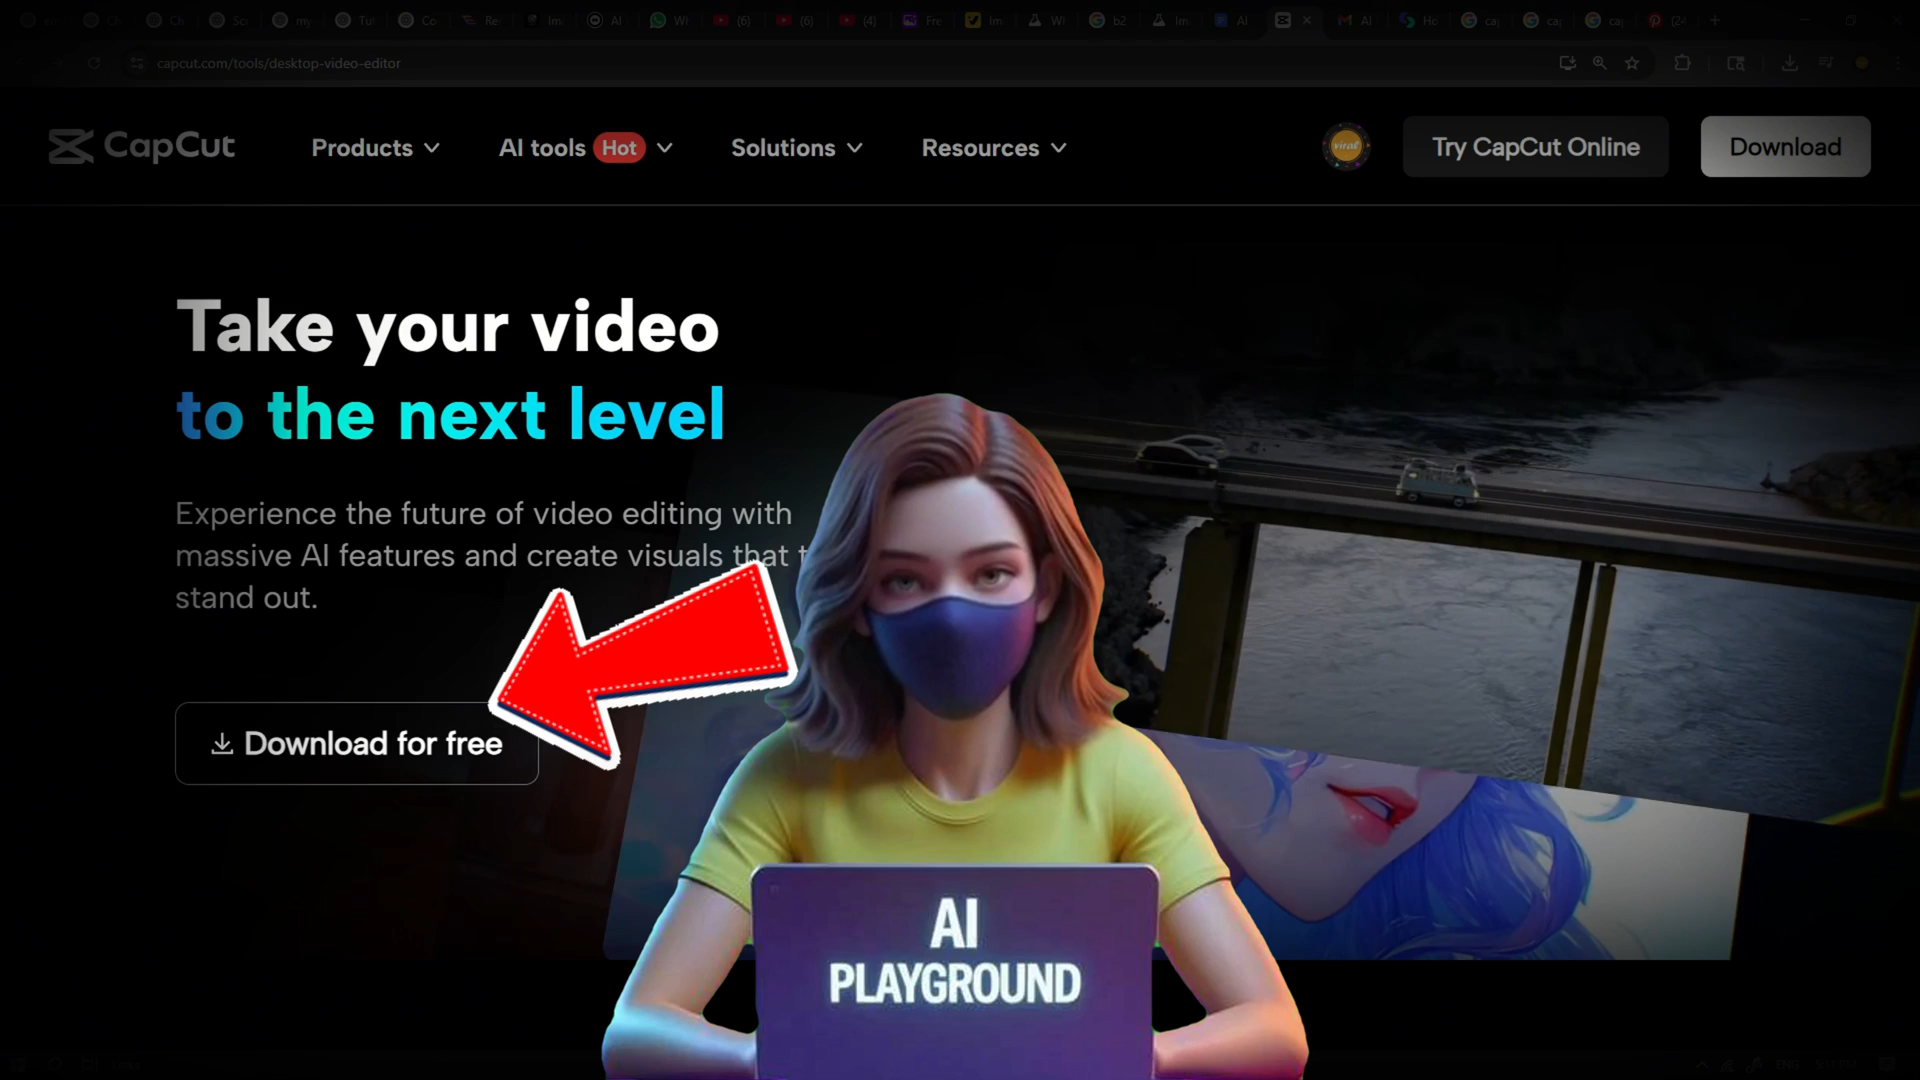 capcut.com/tools/desktop-video-editor
CapCut
Products
AI tools Hot
Solutions
Resources
viral
Try CapCut Online
Download
Take your video
to the next level
Experience the future of video editing with
massive AI features and create visuals that
stand out.
Download for free
AI
PLAYGROUND